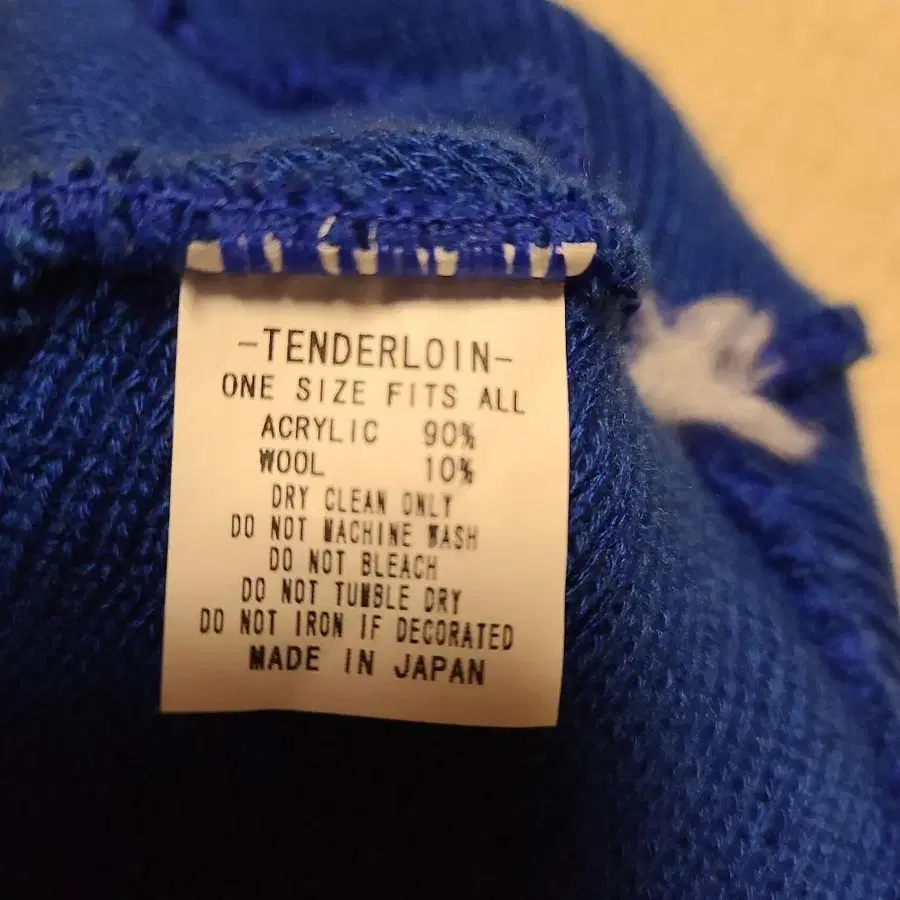 -TENDERLOIN-
ONE SIZE FITS ALL
ACRYLIC 90%
WOOL 10%
DRY CLEAN ONLY
DO NOT MACHINE WASH
DO NOT BLEACH
DO NOT TUMBLE DRY
DO NOT IRON IF DECORATED
MADE IN JAPAN